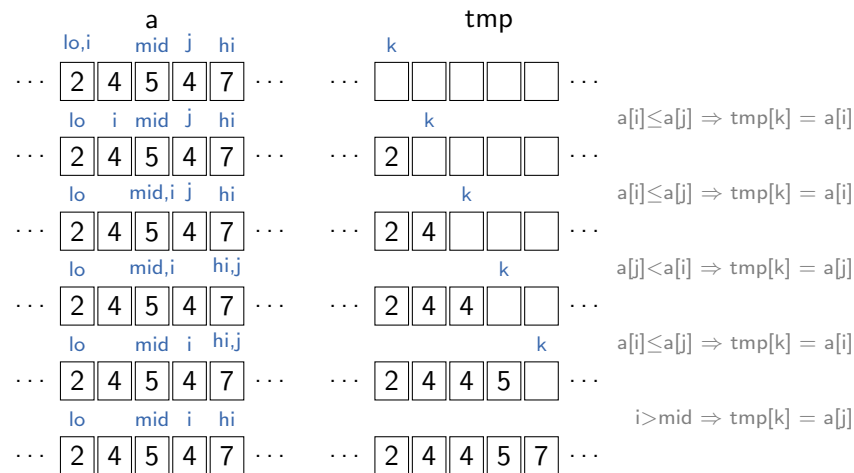 a tmp
lo,i mid j hi k
··· 2 4 5 4 7 ··· ··· ···
a[i]≤a[j] ⇒ tmp[k] = a[i]
lo i mid j hi k
··· 2 4 5 4 7 ··· ··· 2 ···
a[i]≤a[j] ⇒ tmp[k] = a[i]
lo mid,i j hi k
··· 2 4 5 4 7 ··· ··· 2 4 ···
a[j]<a[i] ⇒ tmp[k] = a[j]
lo mid,i hi,j k
··· 2 4 5 4 7 ··· ··· 2 4 4 ···
a[i]≤a[j] ⇒ tmp[k] = a[i]
lo mid i hi,j k
··· 2 4 5 4 7 ··· ··· 2 4 4 5 ···
i>mid ⇒ tmp[k] = a[j]
lo mid i hi
··· 2 4 5 4 7 ··· ··· 2 4 4 5 7 ···